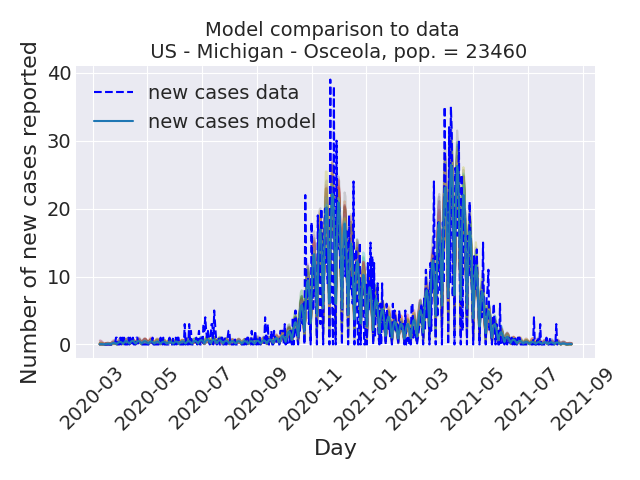 Model comparison to data
US - Michigan - Osceola, pop. = 23460
Number of new cases reported
40
30
20
10
0
new cases data
new cases model
2020-03
2020-05
2020-07
2020-09
2020-11
2021-01
2021-03
2021-05
2021-07
2021-09
Day